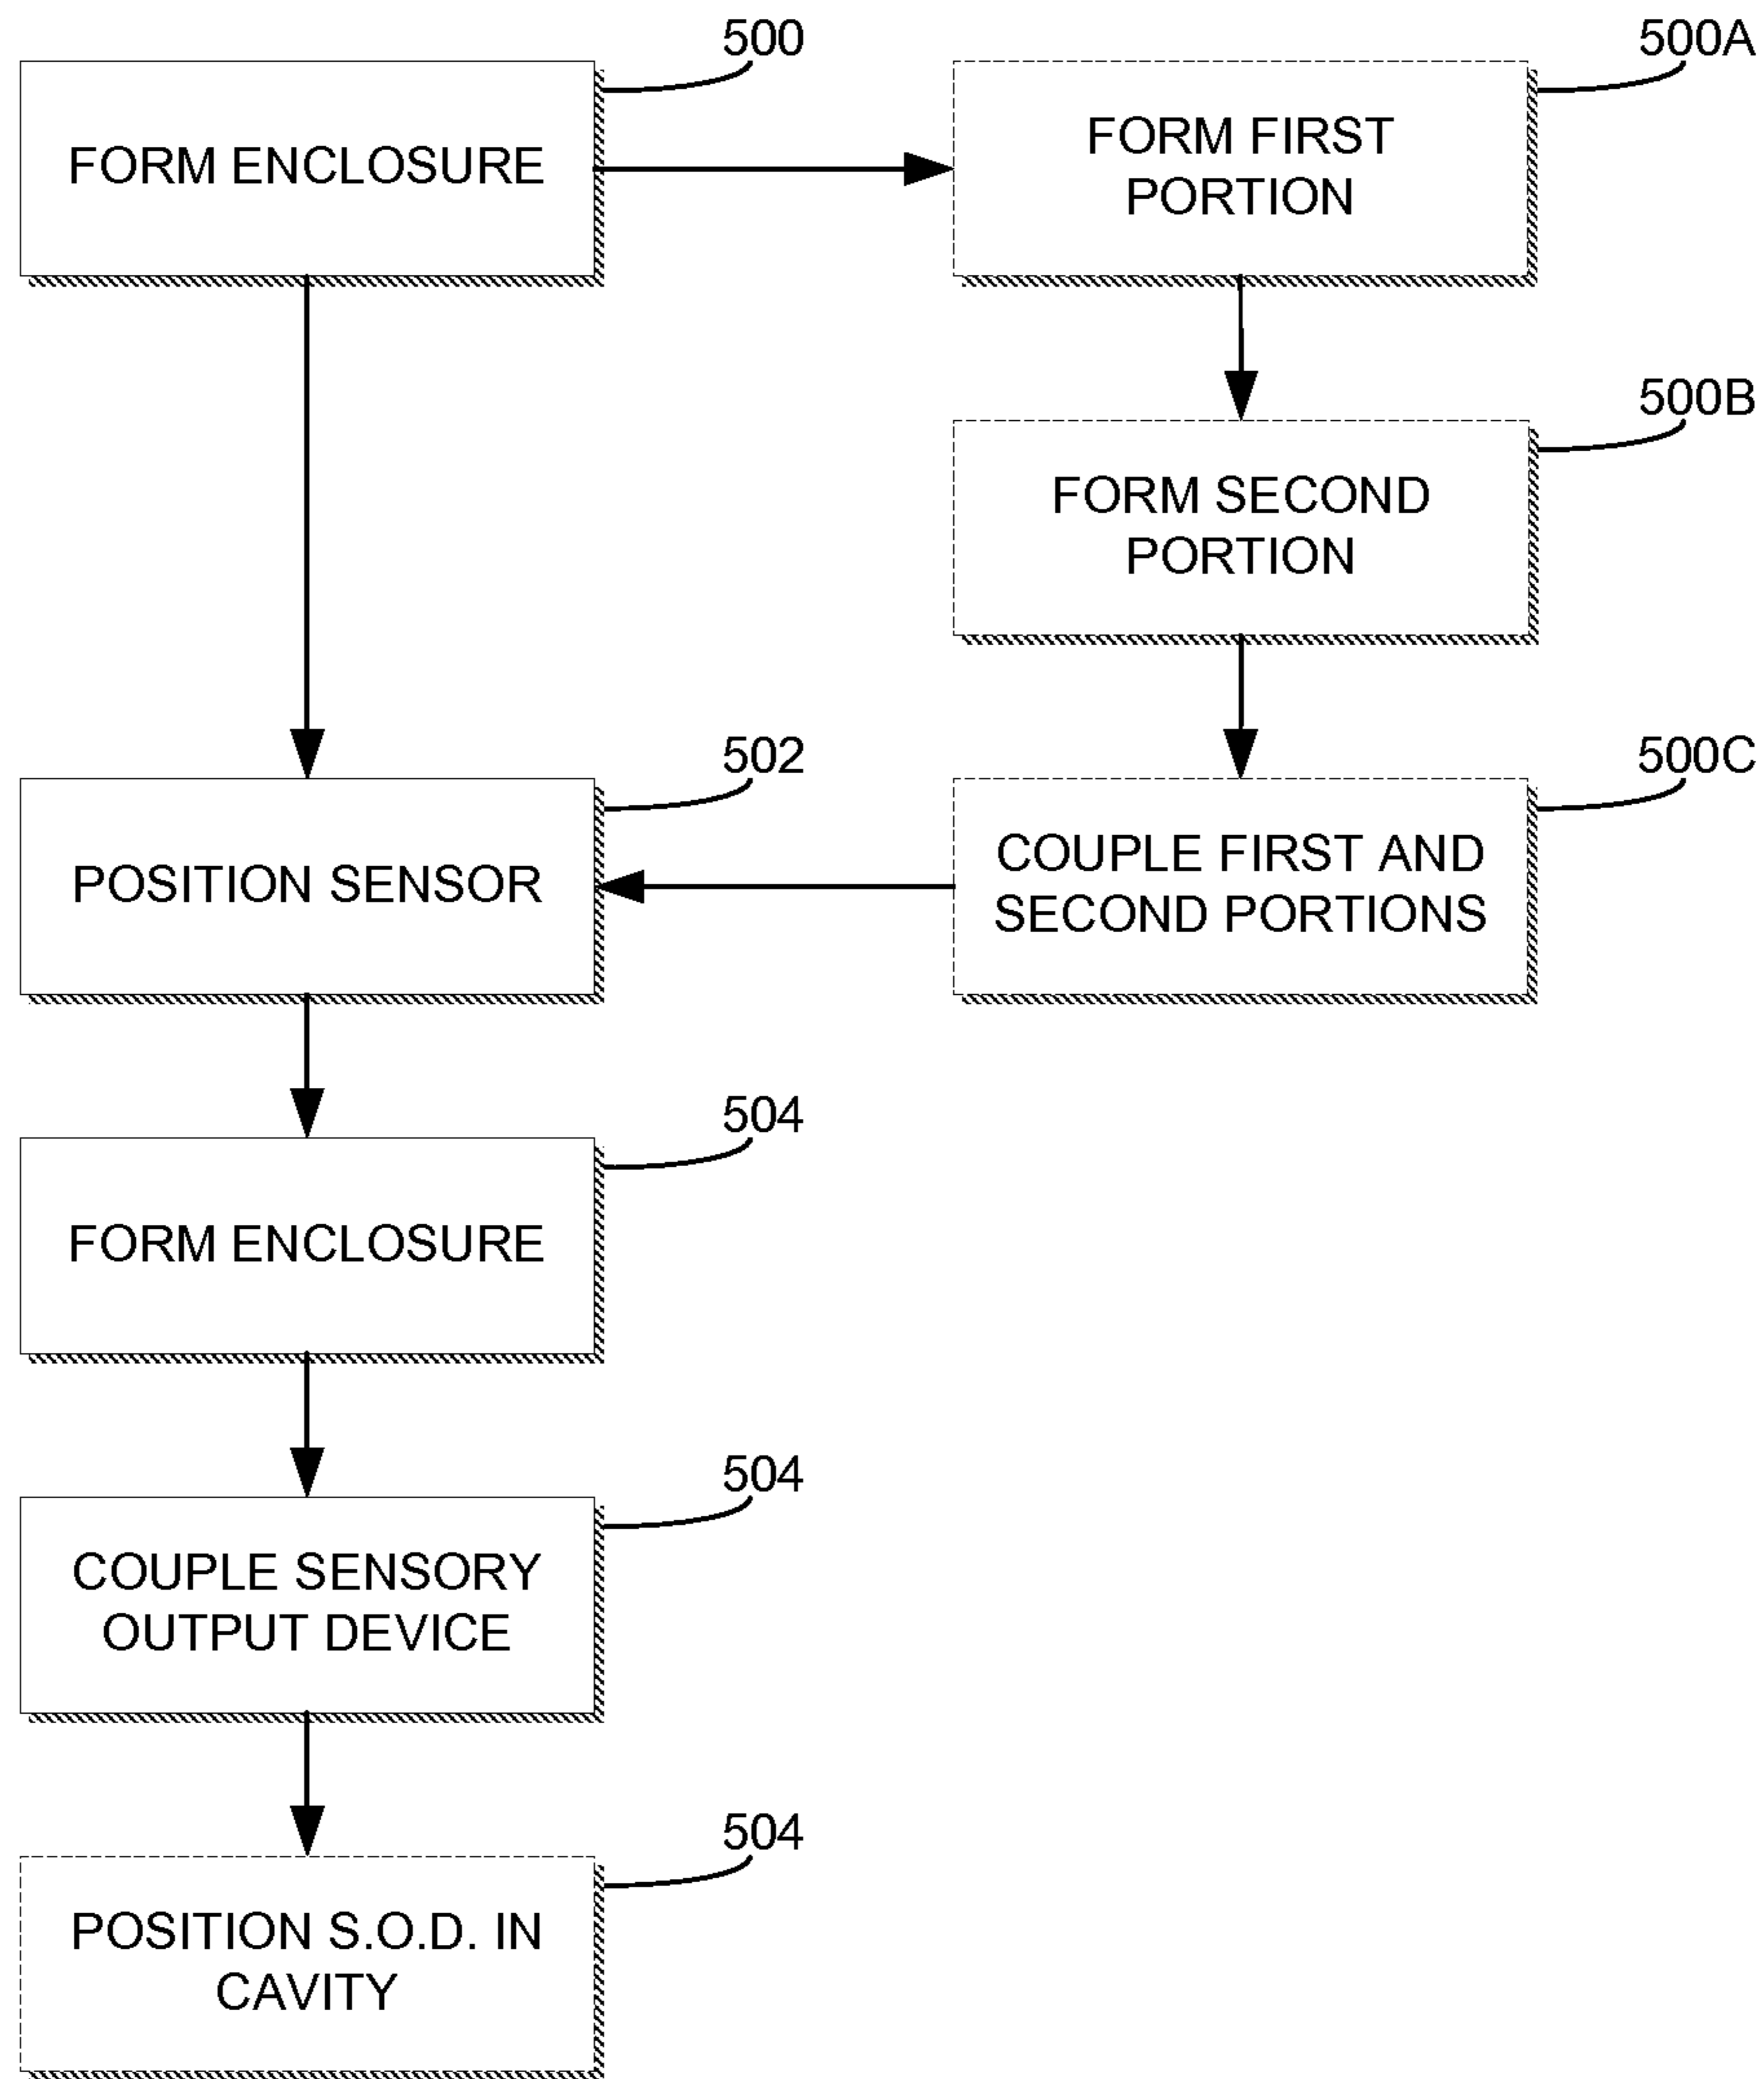 500
FORM ENCLOSURE
500A
FORM FIRST
PORTION
500B
FORM SECOND
PORTION
502
POSITION SENSOR
500C
COUPLE FIRST AND
SECOND PORTIONS
504
FORM ENCLOSURE
504
COUPLE SENSORY
OUTPUT DEVICE
504
POSITION S.O.D. IN
CAVITY